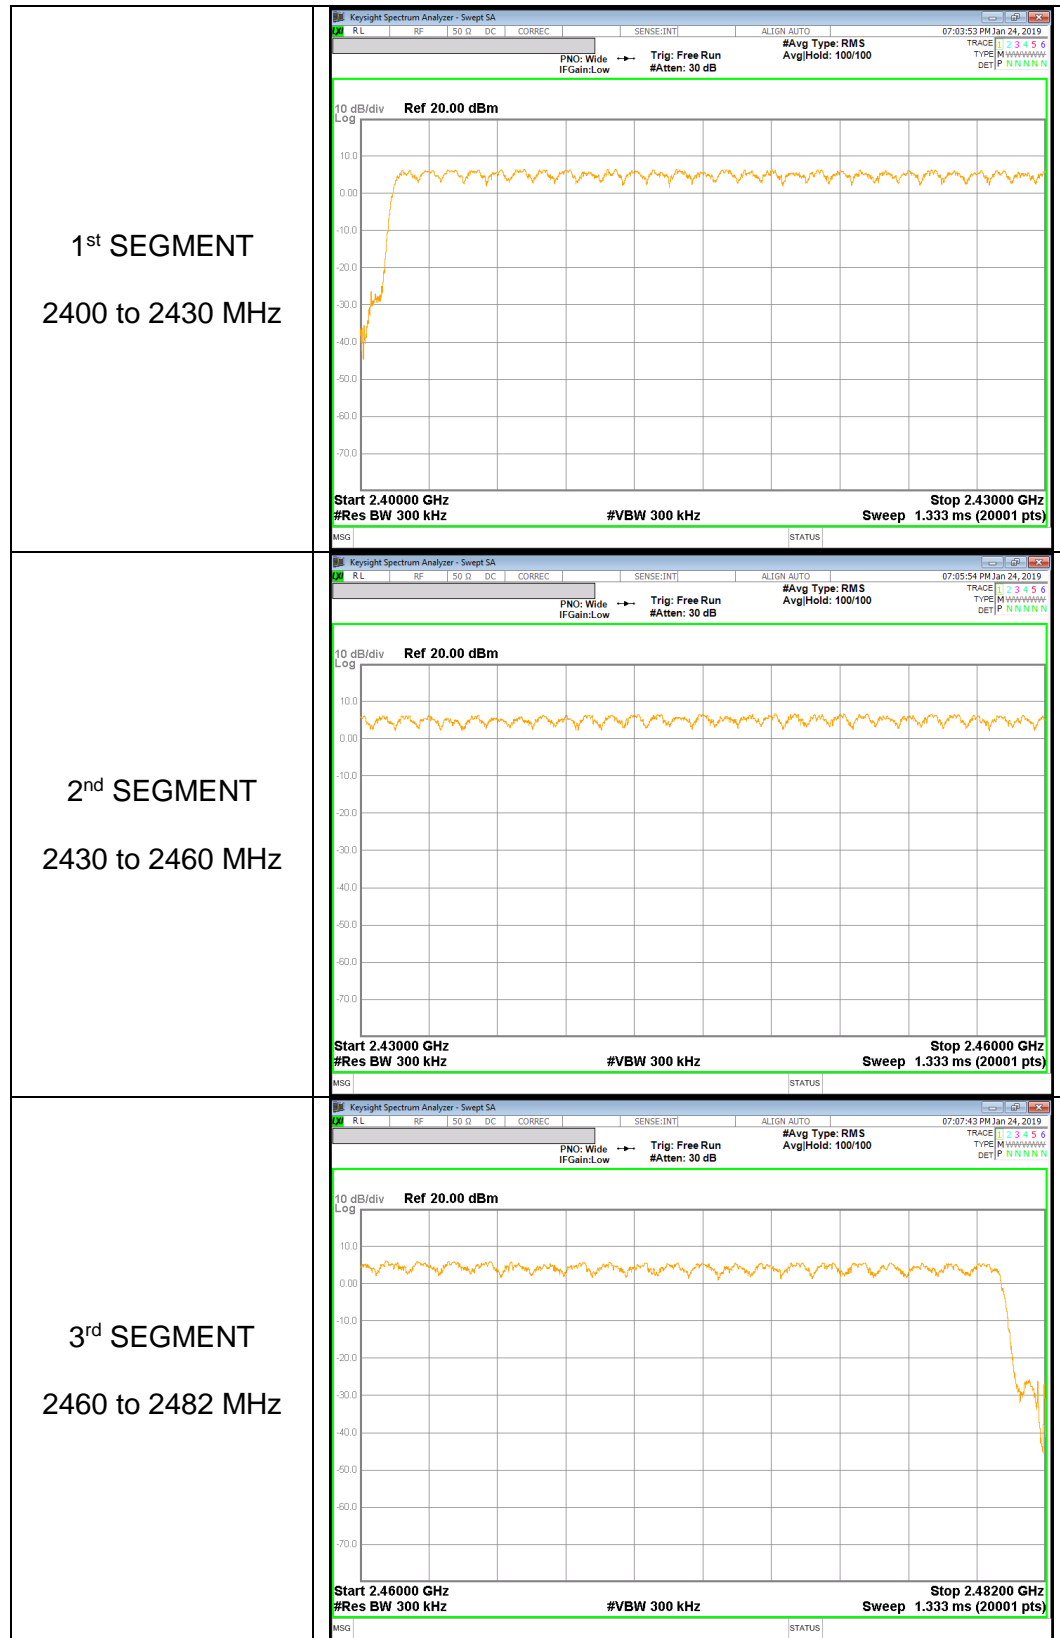 1st SEGMENT
2400 to 2430 MHz
Keysight Spectrum Analyzer - Swept SA
LXI RL RF 50 Ω DC CORREC SENSE:INT ALIGN AUTO 07:03:53 PM Jan 24, 2019
#Avg Type: RMS TRACE 1 2 3 4 5 6
PNO: Wide Trig: Free Run Avg|Hold: 100/100 TYPE M WWWWW
IFGain:Low #Atten: 30 dB DET P N N N N N
10 dB/div Ref 20.00 dBm
Log
10.0
0.00
-10.0
-20.0
-30.0
-40.0
-50.0
-60.0
-70.0
Start 2.40000 GHz Stop 2.43000 GHz
#Res BW 300 kHz #VBW 300 kHz Sweep 1.333 ms (20001 pts)
MSG STATUS
2nd SEGMENT
2430 to 2460 MHz
Keysight Spectrum Analyzer - Swept SA
LXI RL RF 50 Ω DC CORREC SENSE:INT ALIGN AUTO 07:05:54 PM Jan 24, 2019
#Avg Type: RMS TRACE 1 2 3 4 5 6
PNO: Wide Trig: Free Run Avg|Hold: 100/100 TYPE M WWWWW
IFGain:Low #Atten: 30 dB DET P N N N N N
10 dB/div Ref 20.00 dBm
Log
10.0
0.00
-10.0
-20.0
-30.0
-40.0
-50.0
-60.0
-70.0
Start 2.43000 GHz Stop 2.46000 GHz
#Res BW 300 kHz #VBW 300 kHz Sweep 1.333 ms (20001 pts)
MSG STATUS
3rd SEGMENT
2460 to 2482 MHz
Keysight Spectrum Analyzer - Swept SA
LXI RL RF 50 Ω DC CORREC SENSE:INT ALIGN AUTO 07:07:43 PM Jan 24, 2019
#Avg Type: RMS TRACE 1 2 3 4 5 6
PNO: Wide Trig: Free Run Avg|Hold: 100/100 TYPE M WWWWW
IFGain:Low #Atten: 30 dB DET P N N N N N
10 dB/div Ref 20.00 dBm
Log
10.0
0.00
-10.0
-20.0
-30.0
-40.0
-50.0
-60.0
-70.0
Start 2.46000 GHz Stop 2.48200 GHz
#Res BW 300 kHz #VBW 300 kHz Sweep 1.333 ms (20001 pts)
MSG STATUS